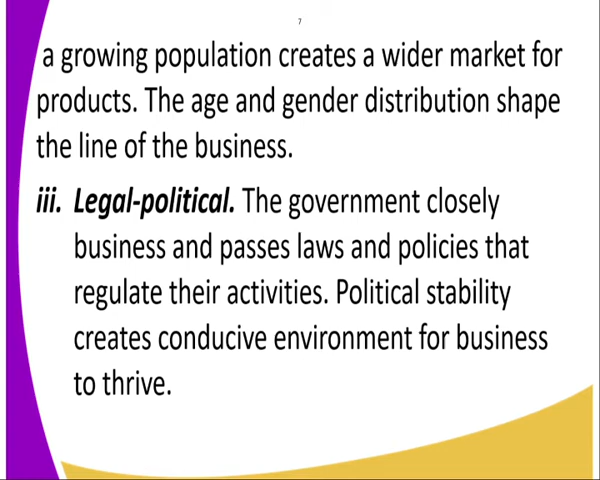 7
a growing population creates a wider market for
products. The age and gender distribution shape
the line of the business.
iii. Legal-political. The government closely
business and passes laws and policies that
regulate their activities. Political stability
creates conducive environment for business
to thrive.